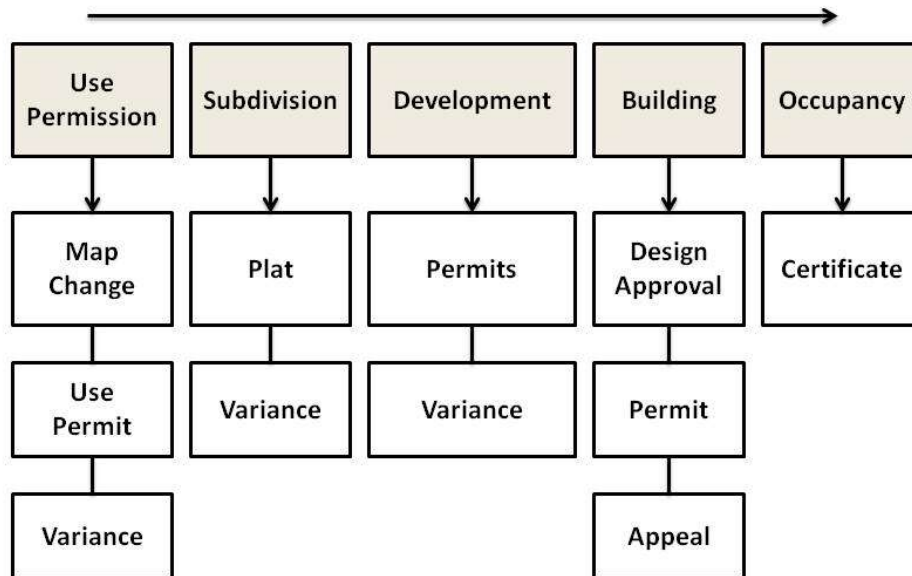 Use
Permission
Subdivision
Development
Building
Occupancy
Map
Change
Plat
Permits
Design
Approval
Certificate
Use
Permit
Variance
Variance
Permit
Variance
Appeal